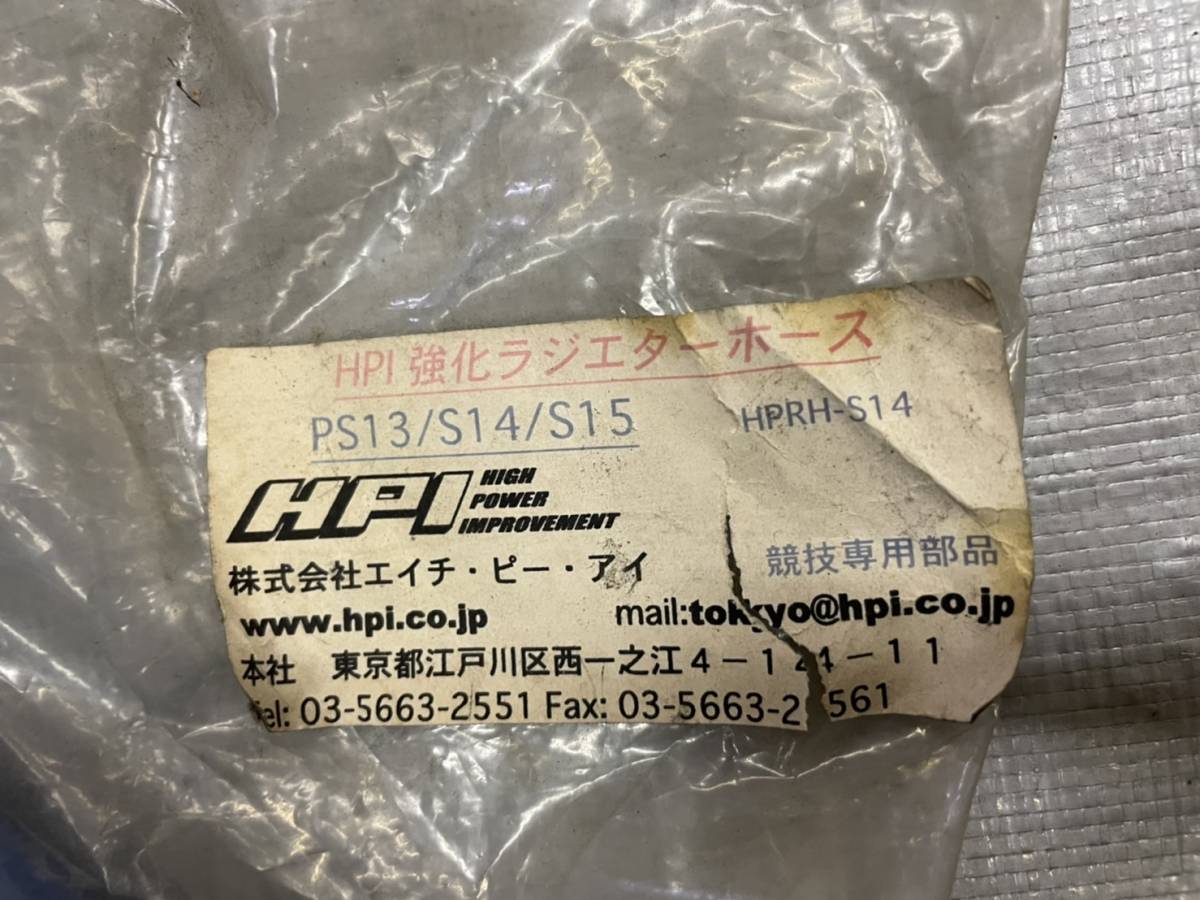 HPI 強化ラジエターホース
PS13/S14/S15 HPRH-S14
HPI HIGH POWER IMPROVEMENT
株式会社エイチ・ピー・アイ 競技専用部品
www.hpi.co.jp mail:tokyo@hpi.co.jp
本社 東京都江戸川区西一之江4-14-11
Tel: 03-5663-2551 Fax: 03-5663-2561